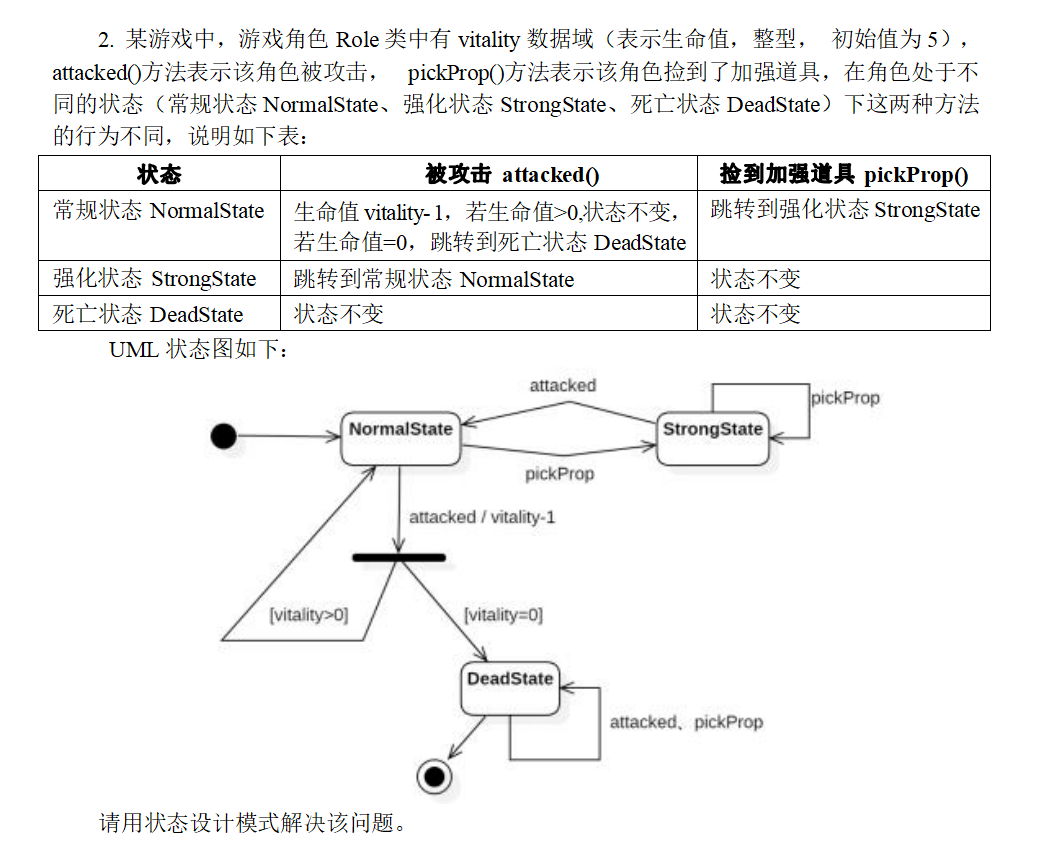 2. 某游戏中，游戏角色 Role 类中有 vitality 数据域（表示生命值，整型， 初始值为 5），
attacked()方法表示该角色被攻击， pickProp()方法表示该角色捡到了加强道具，在角色处于不
同的状态（常规状态 NormalState、强化状态 StrongState、死亡状态 DeadState）下这两种方法
的行为不同，说明如下表：
状态 被攻击 attacked() 捡到加强道具 pickProp()
常规状态 NormalState 生命值 vitality-1，若生命值>0,状态不变， 跳转到强化状态 StrongState
若生命值=0，跳转到死亡状态 DeadState
强化状态 StrongState 跳转到常规状态 NormalState 状态不变
死亡状态 DeadState 状态不变 状态不变
UML 状态图如下：
attacked
pickProp
NormalState
StrongState
pickProp
attacked / vitality-1
[vitality>0]
[vitality=0]
DeadState
attacked、pickProp
请用状态设计模式解决该问题。